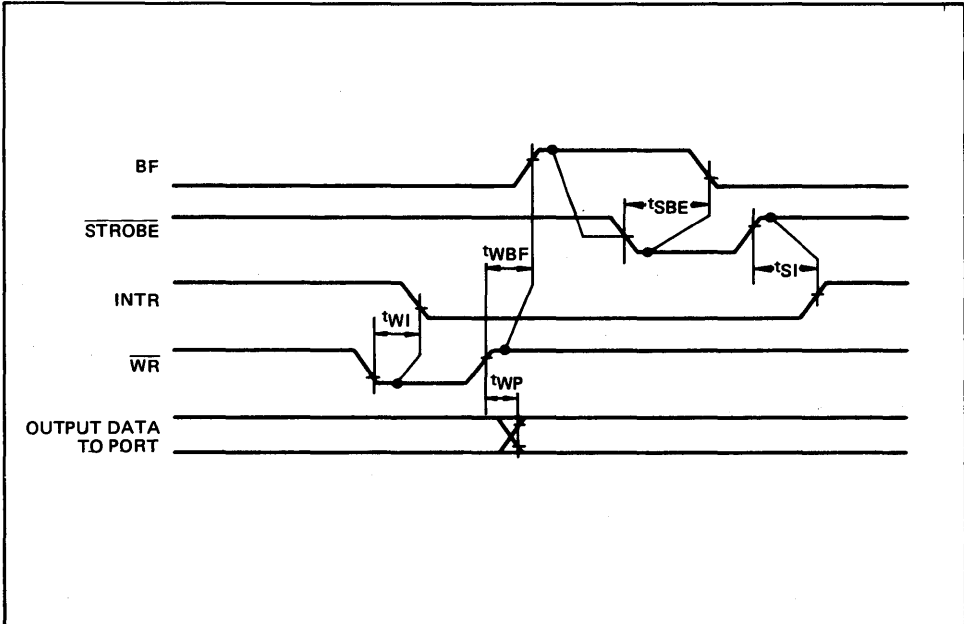 BF
STROBE
tSBE
tWBF
tSI
INTR
tWI
WR
tWP
OUTPUT DATA
TO PORT